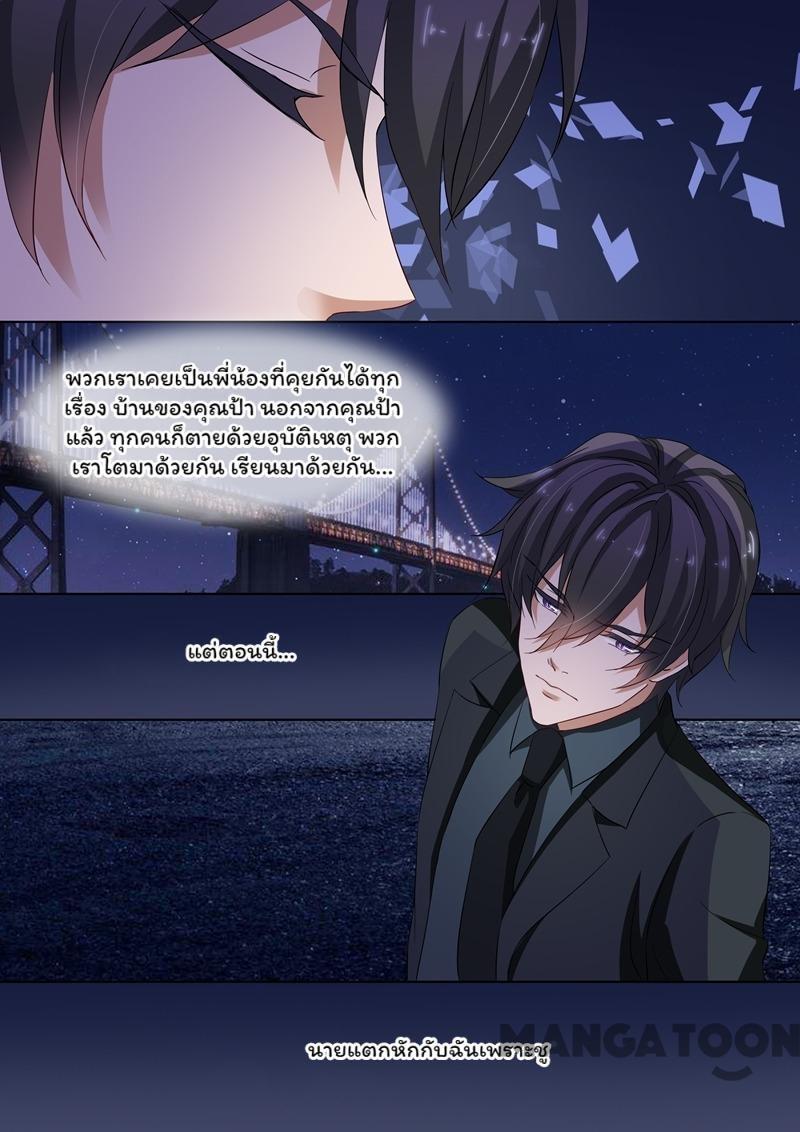 พวกเราเคยเป็นพี่น้องที่คุยกันได้ทุก
เรื่อง บ้านของคุณป้า นอกจากคุณป้า
แล้ว ทุกคนก็ตายด้วยอุบัติเหตุ พวก
เราโตมาด้วยกัน เรียนมาด้วยกัน...
แต่ตอนนี้...
นายแตกหักกับฉันเพราะชู
MANGATOON